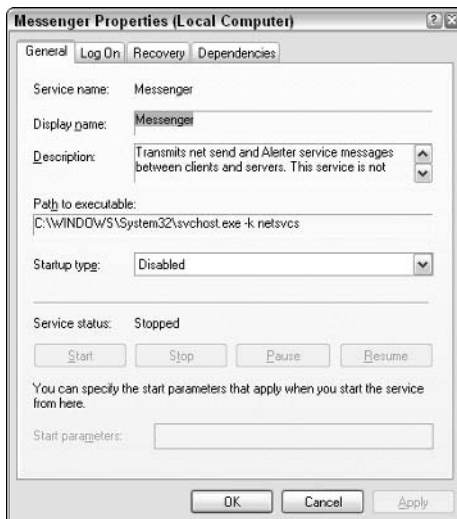 Messenger Properties (Local Computer)
General Log On Recovery Dependencies
Service name: Messenger
Display name: Messenger
Description: Transmits net send and Alerter service messages
between clients and servers. This service is not
Path to executable:
C:\WINDOWS\System32\svchost.exe -k netsvcs
Startup type: Disabled
Service status: Stopped
Start Stop Pause Resume
You can specify the start parameters that apply when you start the service
from here.
Start parameters:
OK Cancel Apply